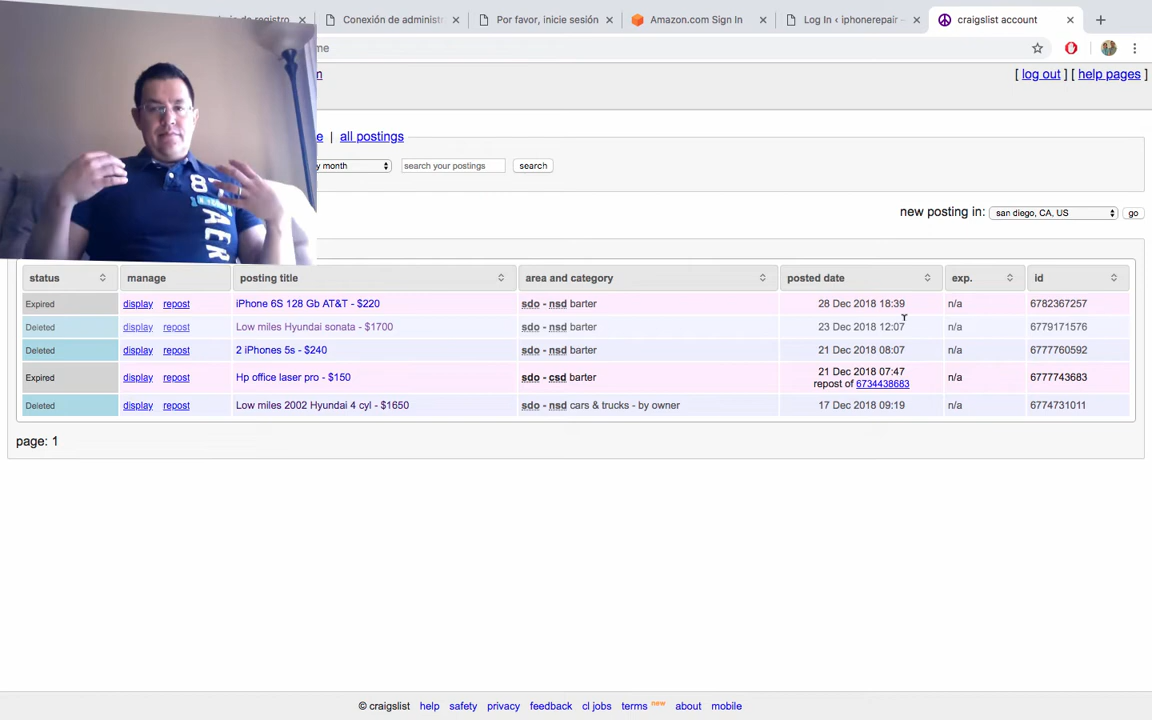 de registro
Conexión de administ
Por favor, inicie sesión
Amazon.com Sign In
Log In ‹ iphonerepair –
craigslist account
me
[ log out ] [ help pages ]
| all postings
month
search your postings
search
new posting in: san diego, CA, US go
status manage posting title area and category posted date exp. id
Expired display repost iPhone 6S 128 Gb AT&T - $220 sdo - nsd barter 28 Dec 2018 18:39 n/a 6782367257
Deleted display repost Low miles Hyundai sonata - $1700 sdo - nsd barter 23 Dec 2018 12:07 n/a 6779171576
Deleted display repost 2 iPhones 5s - $240 sdo - nsd barter 21 Dec 2018 08:07 n/a 6777760592
Expired display repost Hp office laser pro - $150 sdo - csd barter 21 Dec 2018 07:47 n/a 6777743683
repost of 6734438683
Deleted display repost Low miles 2002 Hyundai 4 cyl - $1650 sdo - nsd cars & trucks - by owner 17 Dec 2018 09:19 n/a 6774731011
page: 1
© craigslist help safety privacy feedback cl jobs terms new about mobile
8
AER